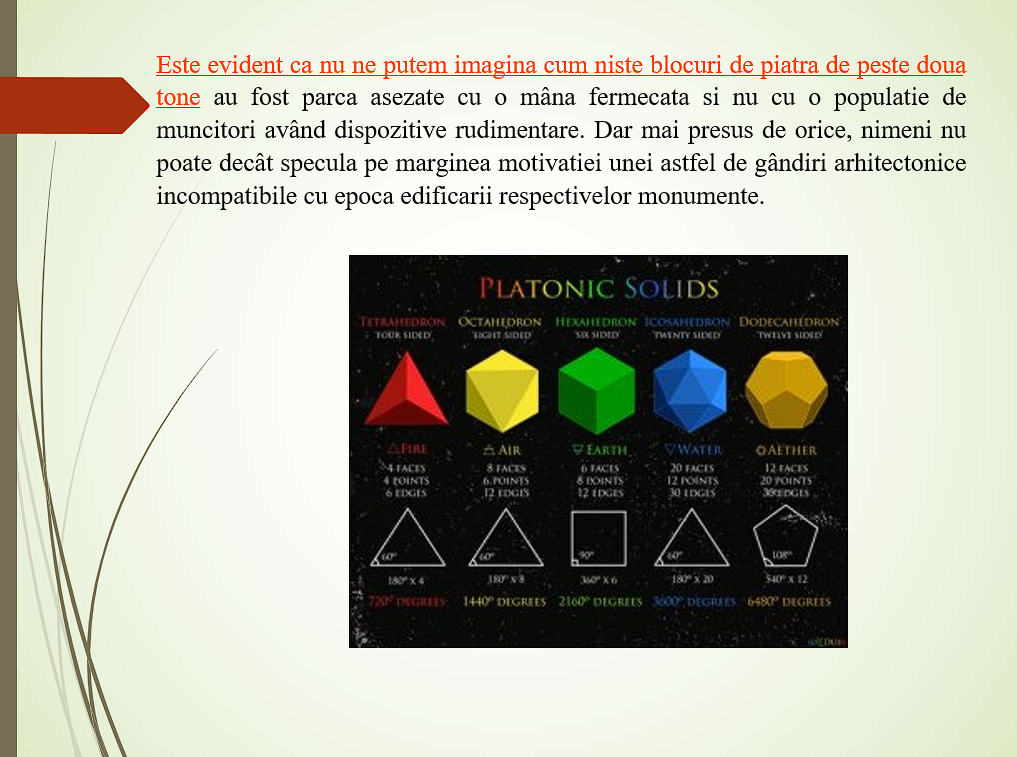 Este evident ca nu ne putem imagina cum niste blocuri de piatra de peste doua
tone au fost parca asezate cu o mâna fermecata si nu cu o populatie de
muncitori având dispozitive rudimentare. Dar mai presus de orice, nimeni nu
poate decât specula pe marginea motivatiei unei astfel de gândiri arhitectonice
incompatibile cu epoca edificarii respectivelor monumente.
PLATONIC SOLIDS
TETRAHEDRON OCTAHEDRON HEXAHEDRON ICOSAHEDRON DODECAHEDRON
'FOUR SIDED' 'EIGHT SIDED' 'SIX SIDED' 'TWENTY SIDED' 'TWELVE SIDED'
FIRE AIR EARTH WATER AETHER
4 FACES 8 FACES 6 FACES 20 FACES 12 FACES
4 POINTS 6 POINTS 8 POINTS 12 POINTS 20 POINTS
6 EDGES 12 EDGES 12 EDGES 30 EDGES 30 EDGES
60° 60° 90° 60° 108°
180° X 4 180° X 8 360° X 6 180° X 20 540° X 12
720° DEGREES 1440° DEGREES 2160° DEGREES 3600° DEGREES 6480° DEGREES